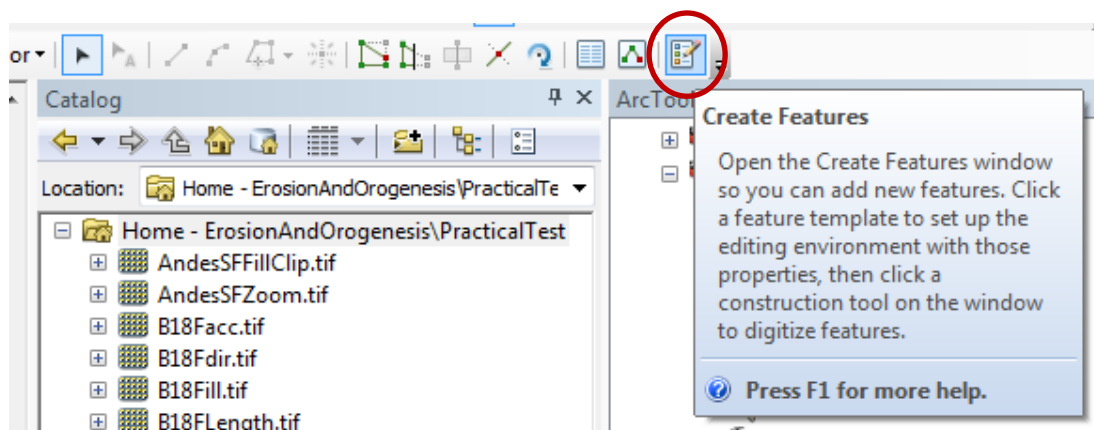 or
Catalog
ArcTool
Create Features
Open the Create Features window
so you can add new features. Click
a feature template to set up the
editing environment with those
properties, then click a
construction tool on the window
to digitize features.
Press F1 for more help.
Location: Home - ErosionAndOrogenesis\PracticalTe
Home - ErosionAndOrogenesis\PracticalTest
AndesSFFillClip.tif
AndesSFZoom.tif
B18Facc.tif
B18Fdir.tif
B18Fill.tif
B18FLength.tif